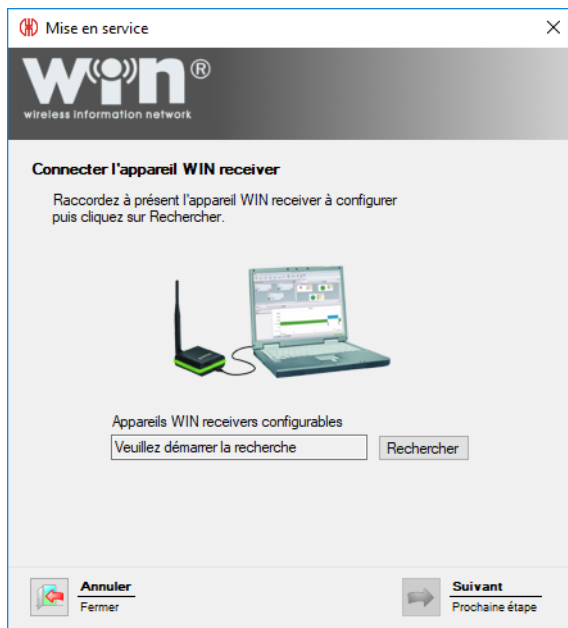 Mise en service
WIN®
wireless information network
Connecter l'appareil WIN receiver
Raccordez à présent l'appareil WIN receiver à configurer
puis cliquez sur Rechercher.
Appareils WIN receivers configurables
Veuillez démarrer la recherche
Rechercher
Annuler
Fermer
Suivant
Prochaine étape